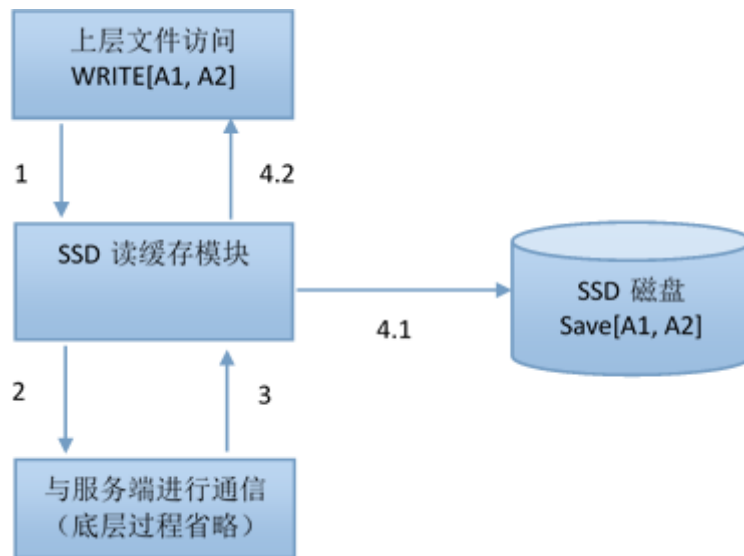 上层文件访问
WRITE[A1, A2]
1
4.2
SSD 读缓存模块
SSD 磁盘
Save[A1, A2]
4.1
2
3
与服务端进行通信
（底层过程省略）